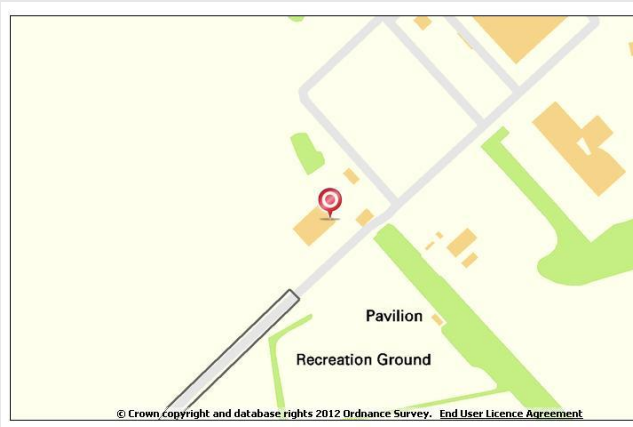 Pavilion
Recreation Ground
© Crown copyright and database rights 2012 Ordnance Survey. End User Licence Agreement